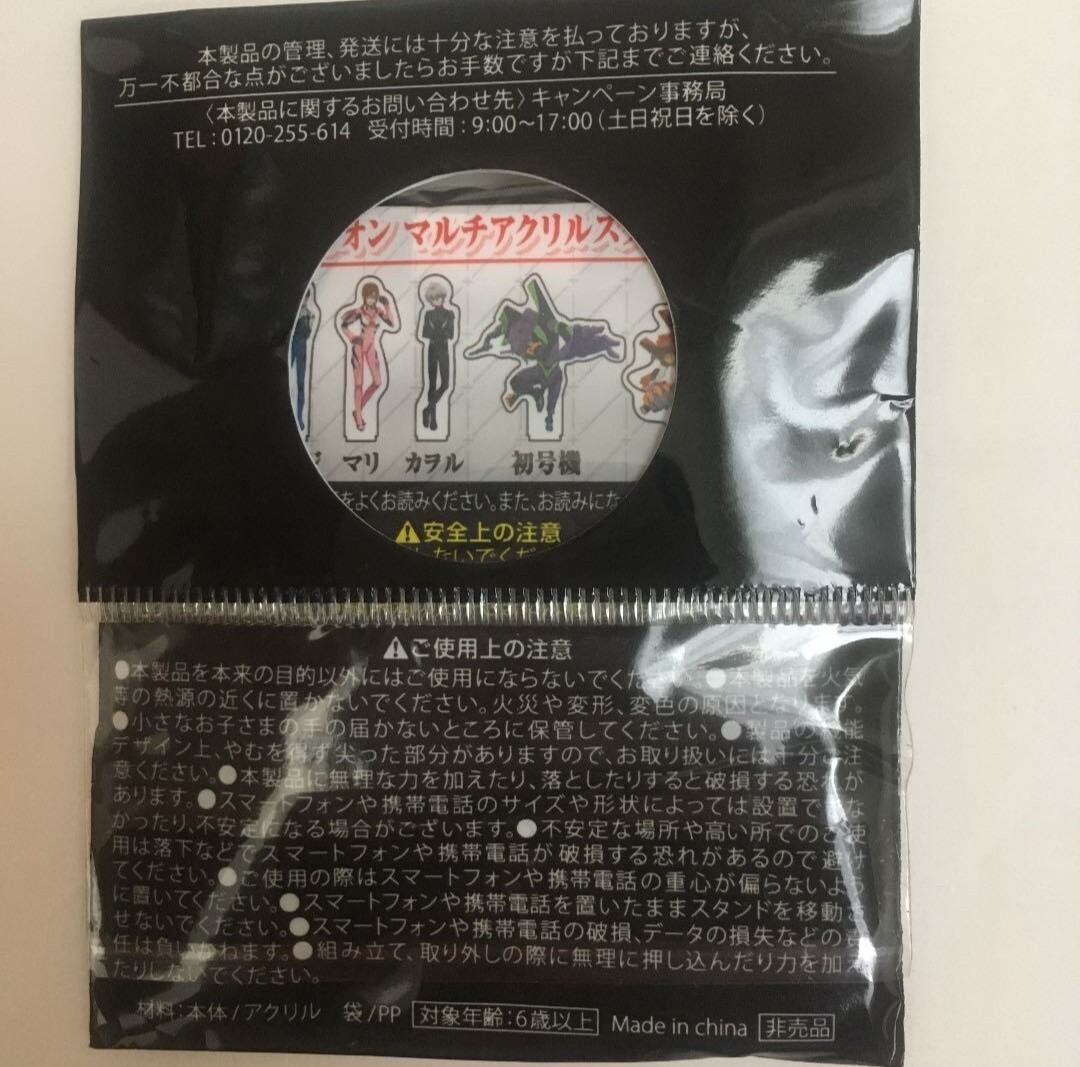 本製品の管理、発送には十分な注意を払っておりますが、
万一不都合な点がございましたらお手数ですが下記までご連絡ください。
〈本製品に関するお問い合わせ先〉キャンペーン事務局
TEL:0120-255-614 受付時間:9:00〜17:00(土日祝日を除く)
オン マルチアクリルス
マリ カヲル 初号機
をよくお読みください。また、お読みにな
⚠安全上の注意
しないでくだ
⚠ご使用上の注意
●本製品を本来の目的以外にはご使用にならないでください。●本製品を火気
等の熱源の近くに置かないでください。火災や変形、変色の原因となります。
●小さなお子さまの手の届かないところに保管してください。●製品の 能
デザイン上、やむを得ず尖った部分がありますので、お取り扱いには十分ご注
意ください。●本製品に無理な力を加えたり、落としたりすると破損する恐れが
あります。●スマートフォンや携帯電話のサイズや形状によっては設置で な
かったり、不安定になる場合がございます。●不安定な場所や高い所でのご使
用は落下などでスマートフォンや携帯電話が破損する恐れがあるので避け
てください。●ご使用の際はスマートフォンや携帯電話の重心が偏らないよう
に置いてください。●スマートフォンや携帯電話を置いたままスタンドを移動さ
せないでください。●スマートフォンや携帯電話の破損、データの損失などの責
任は負いかねます。●組み立て、取り外しの際に無理に押し込んだり力を加え
たりしないでください。
材料:本体/アクリル 袋/PP 対象年齢:6歳以上 Made in china 非売品